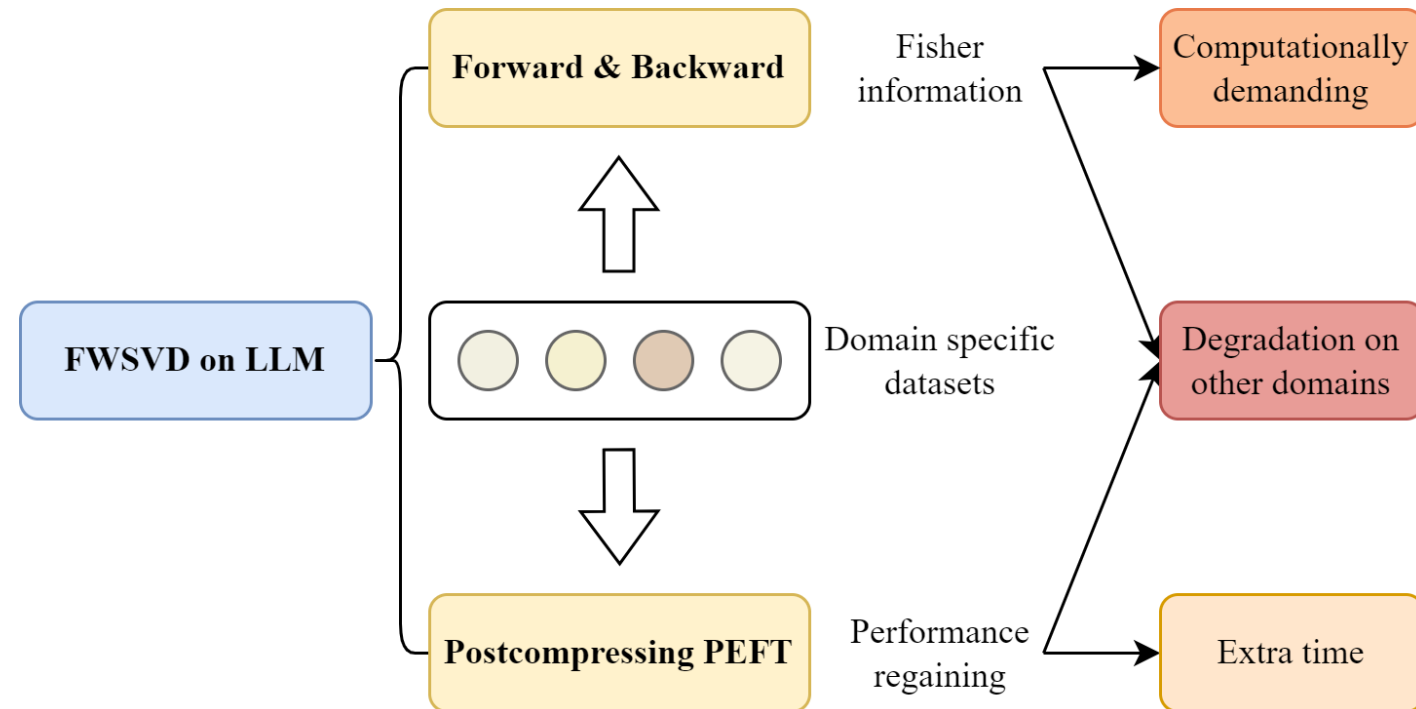 FWSVD on LLM
Forward & Backward
Fisher
information
Computationally
demanding
Domain specific
datasets
Degradation on
other domains
Postcompressing PEFT
Performance
regaining
Extra time